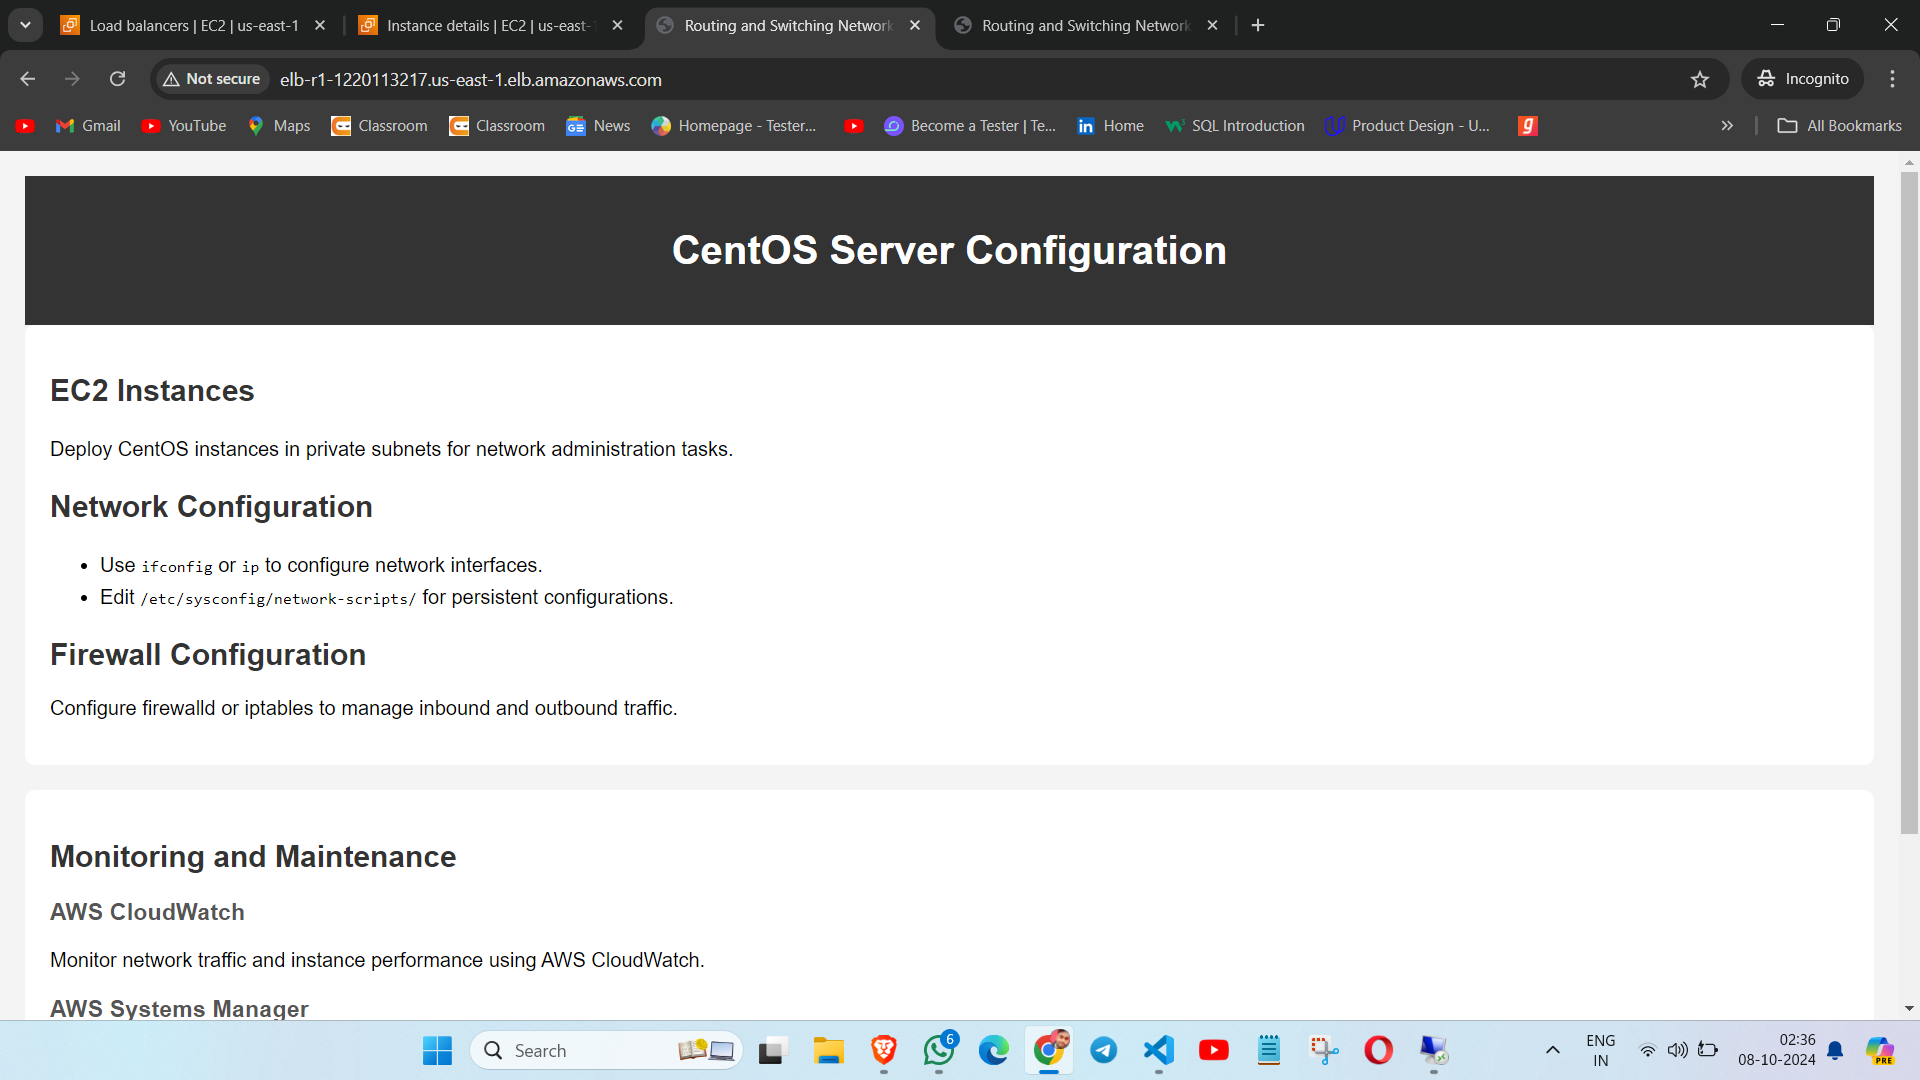 Load balancers | EC2 | us-east-1
Instance details | EC2 | us-east-1
Routing and Switching Network
Routing and Switching Network
Not secure
elb-r1-1220113217.us-east-1.elb.amazonaws.com
Incognito
Gmail
YouTube
Maps
Classroom
Classroom
News
Homepage - Tester...
Become a Tester | Te...
Home
SQL Introduction
Product Design - U...
All Bookmarks
CentOS Server Configuration
EC2 Instances
Deploy CentOS instances in private subnets for network administration tasks.
Network Configuration
• Use ifconfig or ip to configure network interfaces.
• Edit /etc/sysconfig/network-scripts/ for persistent configurations.
Firewall Configuration
Configure firewalld or iptables to manage inbound and outbound traffic.
Monitoring and Maintenance
AWS CloudWatch
Monitor network traffic and instance performance using AWS CloudWatch.
AWS Systems Manager
Search
6
ENG
IN
02:36
08-10-2024
PRE